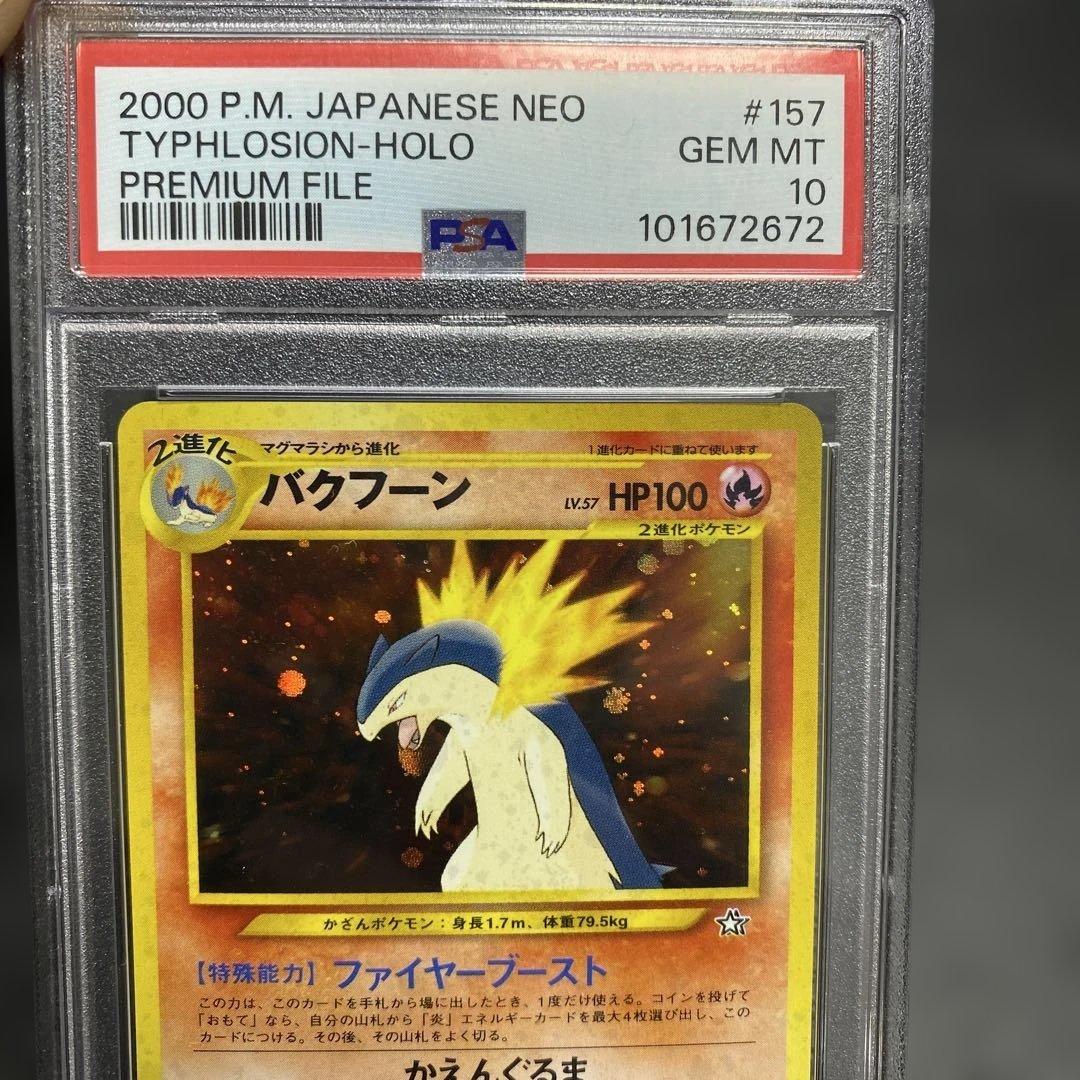 2000 P.M. JAPANESE NEO #157
TYPHLOSION-HOLO GEM MT
PREMIUM FILE 10
PSA 101672672
2進化 マグマラシから進化 1進化カードに重ねて使います
バクフーン LV.57 HP100
2進化ポケモン
かざんポケモン：身長1.7m、体重79.5kg
【特殊能力】ファイヤーブースト
この力は、このカードを手札から場に出したとき、1度だけ使える。コインを投げて
「おもて」なら、自分の山札から「炎」エネルギーカードを最大4枚選び出し、この
カードにつける。その後、その山札をよく切る。
かえんぐるま